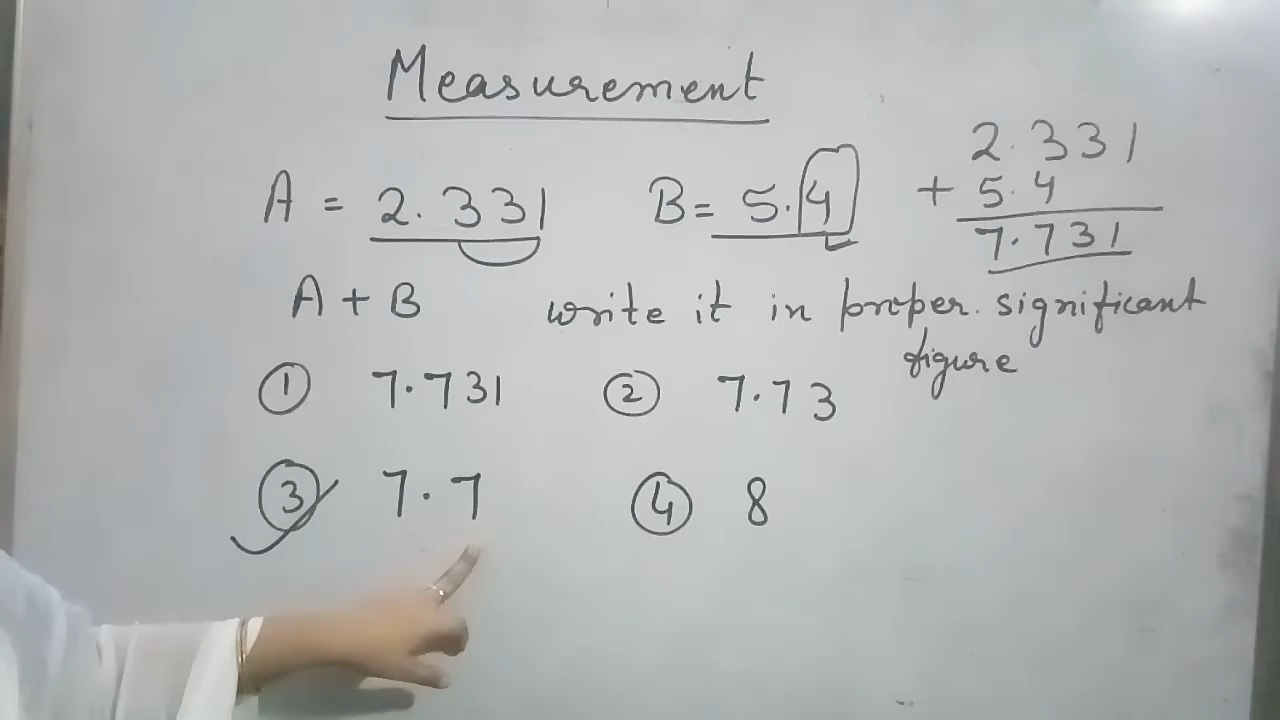 Measurement
A = 2.331 B = 5.4
2.331
+ 5.4
7.731
A + B write it in proper significant
figure
① 7.731 ② 7.73
③ 7.7 ④ 8